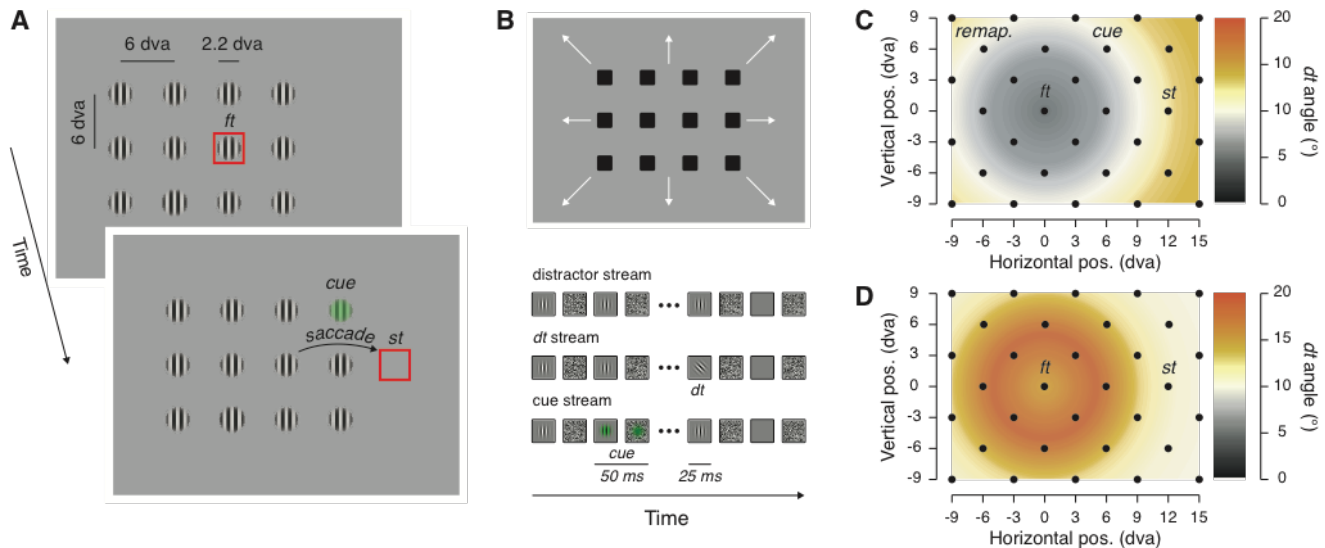 A
6 dva
2.2 dva
6 dva
ft
Time
cue
saccade
st
B
distractor stream
dt stream
dt
cue stream
cue
50 ms
25 ms
Time
C
9
6
3
0
-3
-6
-9
Vertical pos. (dva)
remap.
cue
ft
st
-9 -6 -3 0 3 6 9 12 15
Horizontal pos. (dva)
20
10
10
5
0
dt angle (°)
D
9
6
3
0
-3
-6
-9
Vertical pos. (dva)
ft
st
-9 -6 -3 0 3 6 9 12 15
Horizontal pos. (dva)
20
10
10
5
0
dt angle (°)